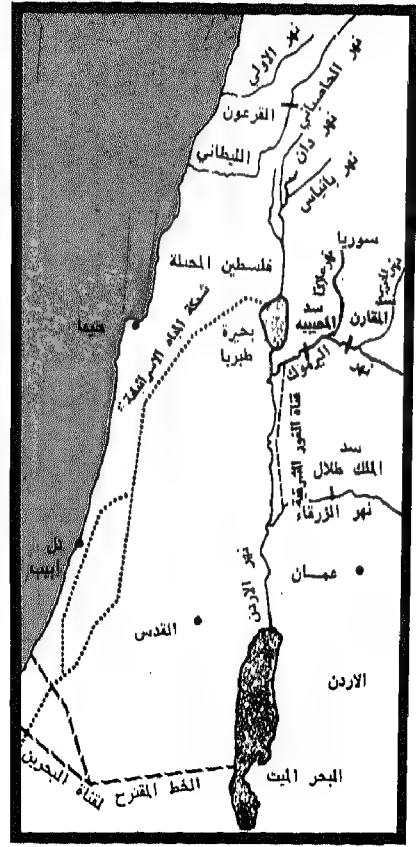 نهر الاولي
نهر الحاصباني
القرعون
نهر دان
الليطاني
نهر بانياس
سوريا
فلسطين المحتلة
شبكة المياه الاسرائيلية
سد
المخيبه
المقارن
حيفا
بحيرة
طبريا
نهر اليرموك
قناة الغور الشرقية
سد
الملك طلال
نهر الزرقاء
تل
ابيب
نهر الاردن
عمان
القدس
الاردن
البحر الميت
الخط المقترح لقناة البحرين